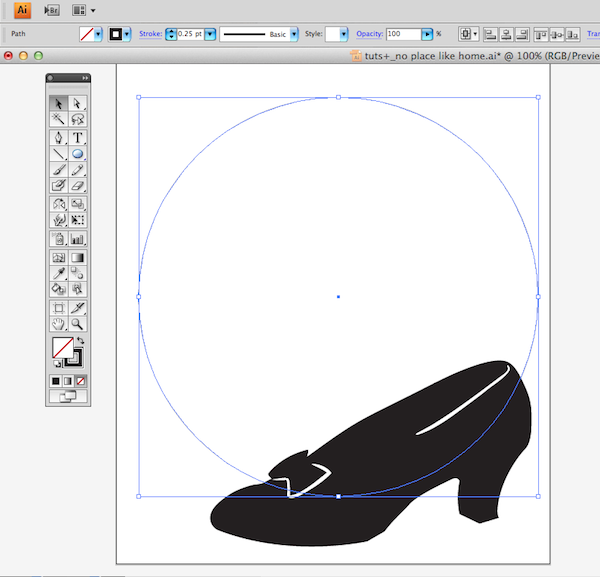 Ai Br
Path Stroke: 0.25 pt Basic Style: Opacity: 100 % Tran
tuts+_no place like home.ai* @ 100% (RGB/Previe
T